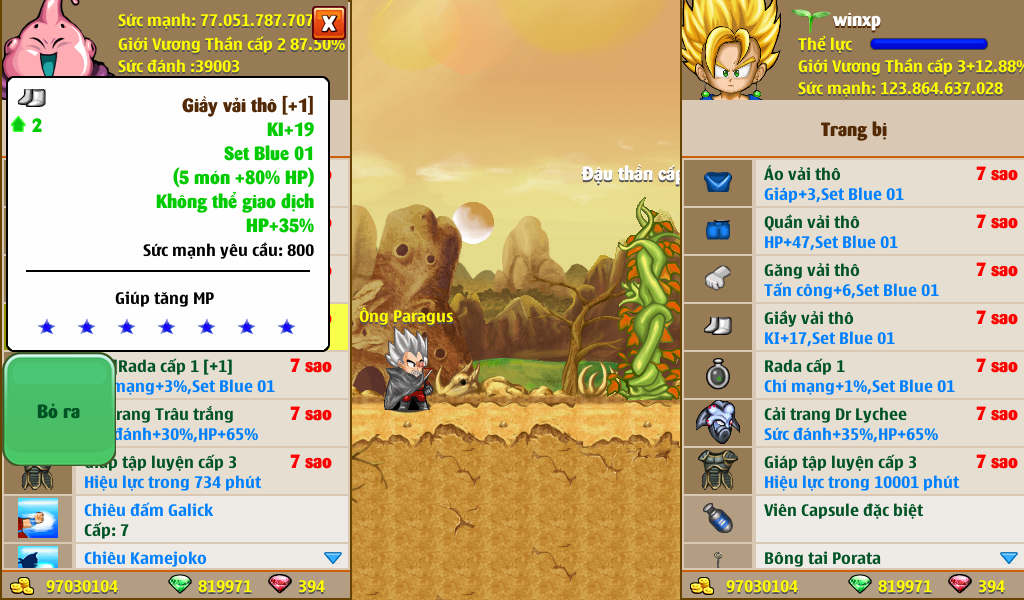 Sức mạnh: 77.051.787.707
X
Giới Vương Thần cấp 2 87.50%
Sức đánh :39003
Giầy vải thô [+1]
2
KI+19
Set Blue 01
(5 món +80% HP)
Không thể giao dịch
HP+35%
Sức mạnh yêu cầu: 800
Giúp tăng MP
]Rada cấp 1 [+1]
7 sao
mạng+3%,Set Blue 01
Bỏ ra
trang Trâu trắng
7 sao
đánh+30%,HP+65%
Giáp tập luyện cấp 3
7 sao
Hiệu lực trong 734 phút
Chiêu đấm Galick
Cấp: 7
Chiêu Kamejoko
97030104
819971
394
Đậu thần cấp
Ông Paragus
winxp
Thể lực
Giới Vương Thần cấp 3+12.88%
Sức mạnh: 123.864.637.028
Trang bị
Áo vải thô
7 sao
Giáp+3,Set Blue 01
Quần vải thô
7 sao
HP+47,Set Blue 01
Găng vải thô
7 sao
Tấn công+6,Set Blue 01
Giầy vải thô
7 sao
KI+17,Set Blue 01
Rada cấp 1
7 sao
Chí mạng+1%,Set Blue 01
Cải trang Dr Lychee
7 sao
Sức đánh+35%,HP+65%
Giáp tập luyện cấp 3
7 sao
Hiệu lực trong 10001 phút
Viên Capsule đặc biệt
Bông tai Porata
97030104
819971
394